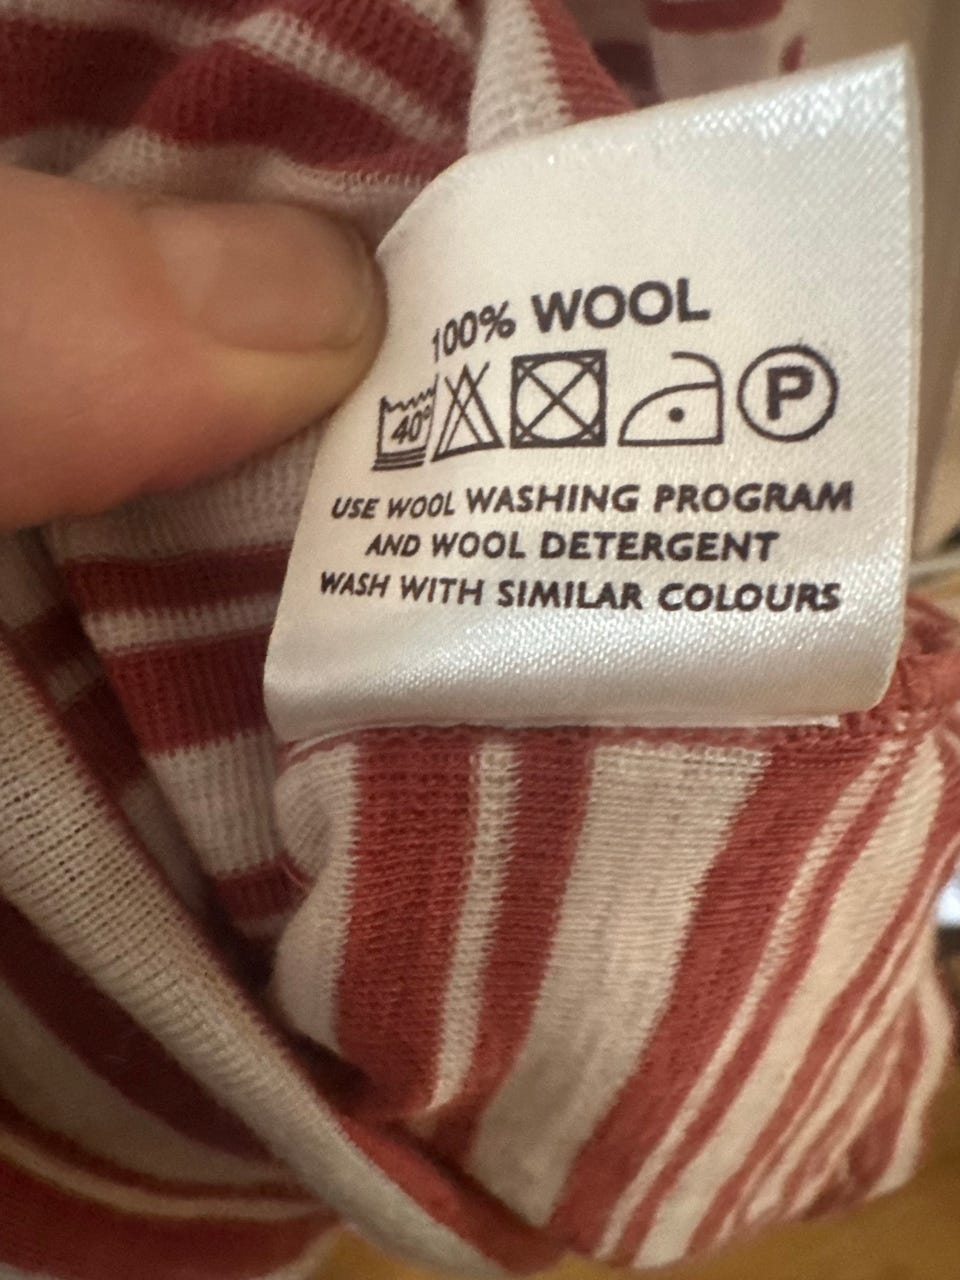 100% WOOL
40° P
USE WOOL WASHING PROGRAM
AND WOOL DETERGENT
WASH WITH SIMILAR COLOURS